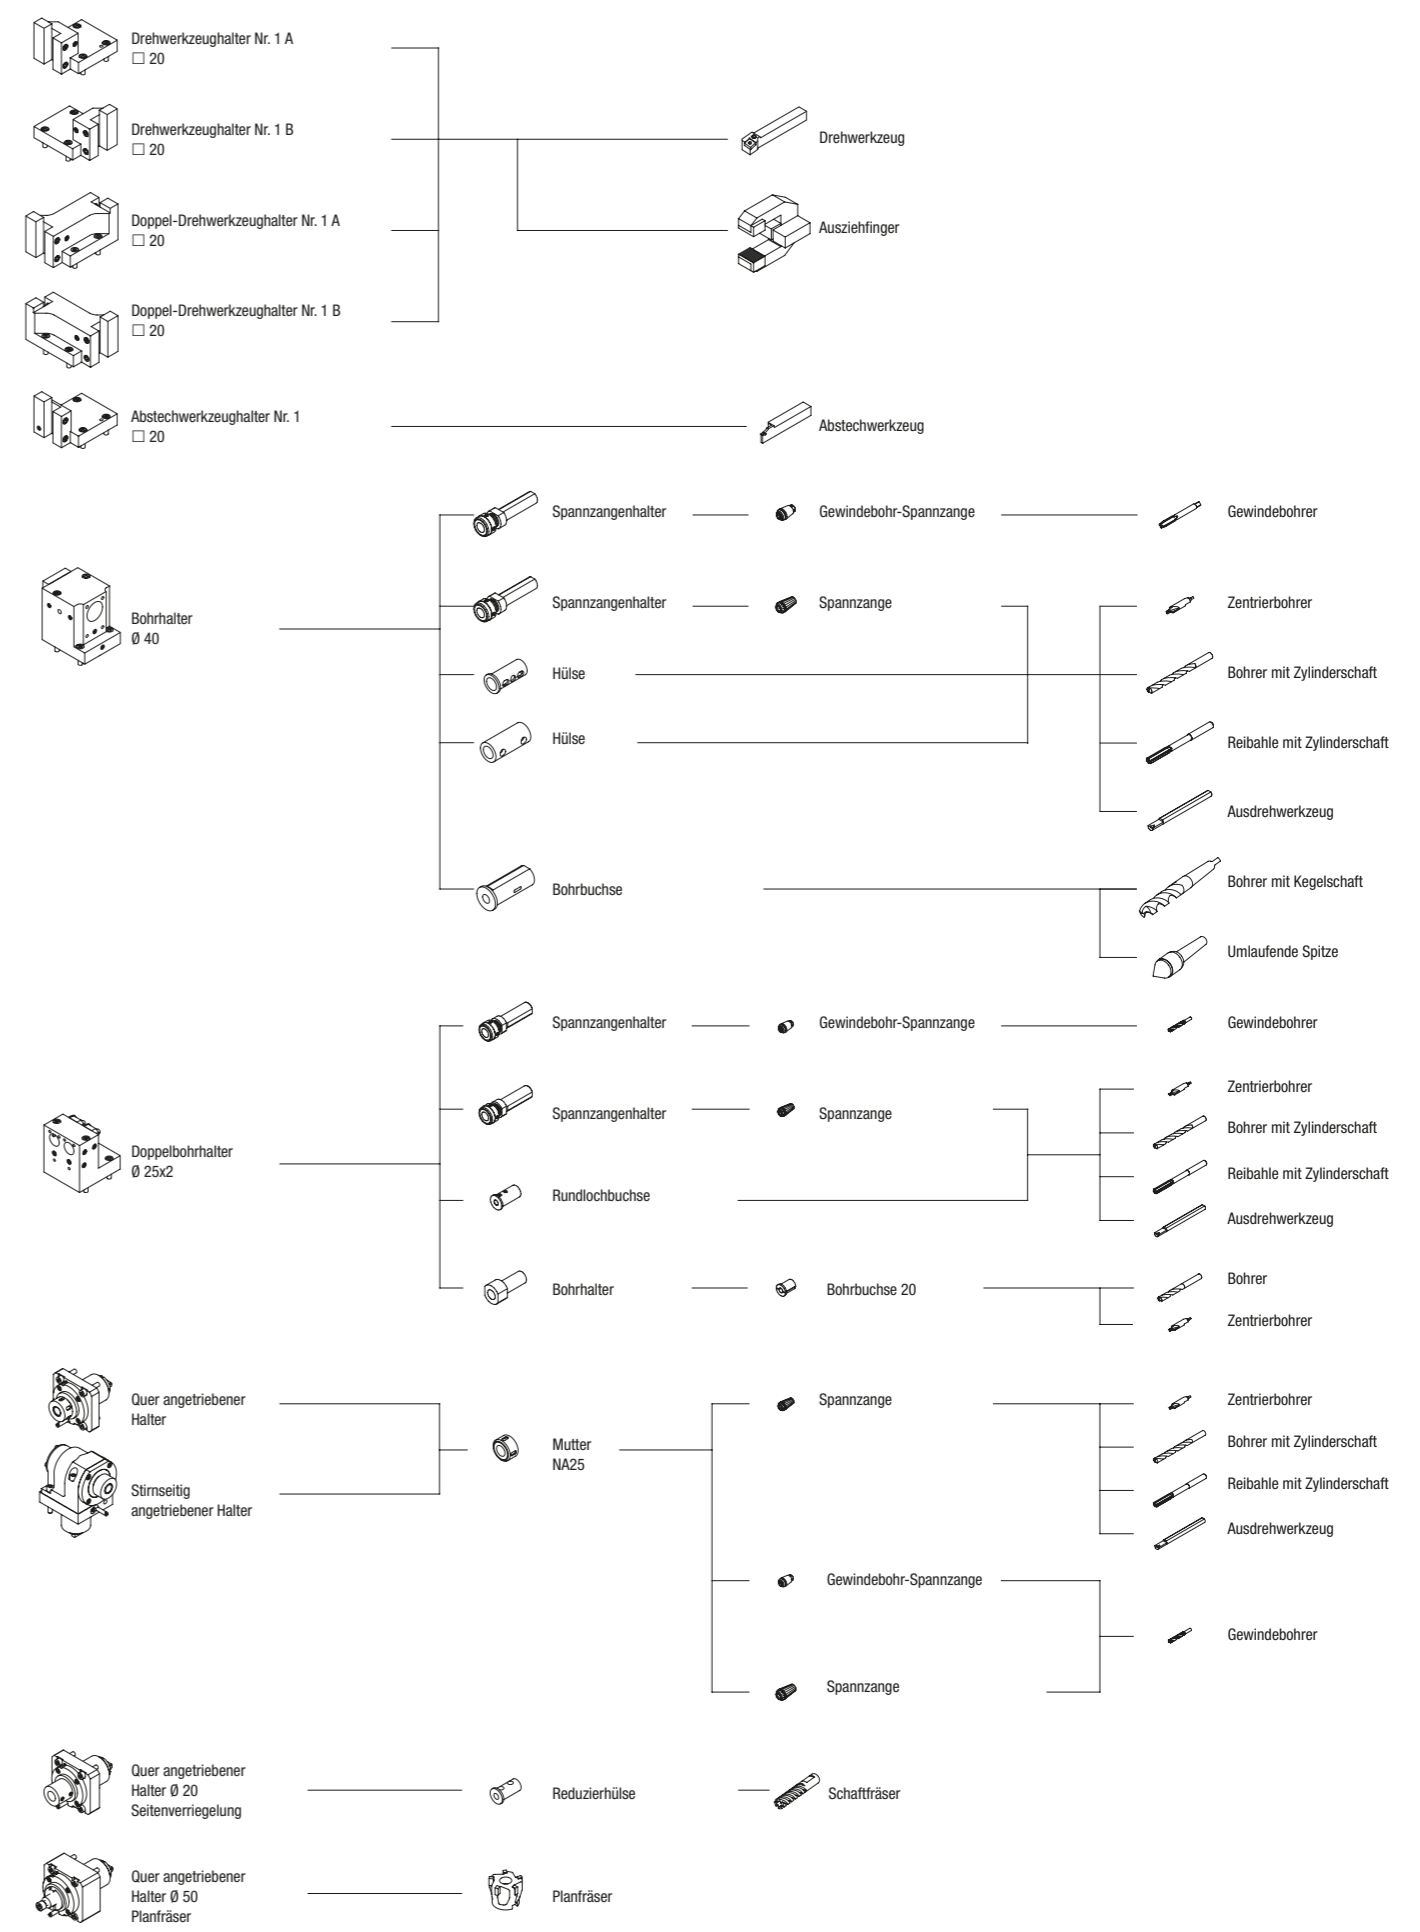 Drehwerkzeughalter Nr. 1 A
□ 20
Drehwerkzeughalter Nr. 1 B
□ 20
Drehwerkzeug
Doppel-Drehwerkzeughalter Nr. 1 A
□ 20
Ausziehfinger
Doppel-Drehwerkzeughalter Nr. 1 B
□ 20
Abstechwerkzeughalter Nr. 1
□ 20
Abstechwerkzeug
Spannzangenhalter
Gewindebohr-Spannzange
Gewindebohrer
Bohrhalter
Ø 40
Spannzangenhalter
Spannzange
Zentrierbohrer
Hülse
Bohrer mit Zylinderschaft
Hülse
Reibahle mit Zylinderschaft
Ausdrehwerkzeug
Bohrbuchse
Bohrer mit Kegelschaft
Umlaufende Spitze
Spannzangenhalter
Gewindebohr-Spannzange
Gewindebohrer
Zentrierbohrer
Spannzangenhalter
Spannzange
Bohrer mit Zylinderschaft
Doppelbohrhalter
Ø 25x2
Reibahle mit Zylinderschaft
Rundlochbuchse
Ausdrehwerkzeug
Bohrhalter
Bohrbuchse 20
Bohrer
Zentrierbohrer
Quer angetriebener
Halter
Spannzange
Zentrierbohrer
Mutter
NA25
Bohrer mit Zylinderschaft
Stirnseitig
angetriebener Halter
Reibahle mit Zylinderschaft
Ausdrehwerkzeug
Gewindebohr-Spannzange
Gewindebohrer
Spannzange
Quer angetriebener
Halter Ø 20
Seitenverriegelung
Reduzierhülse
Schaftfräser
Quer angetriebener
Halter Ø 50
Planfräser
Planfräser